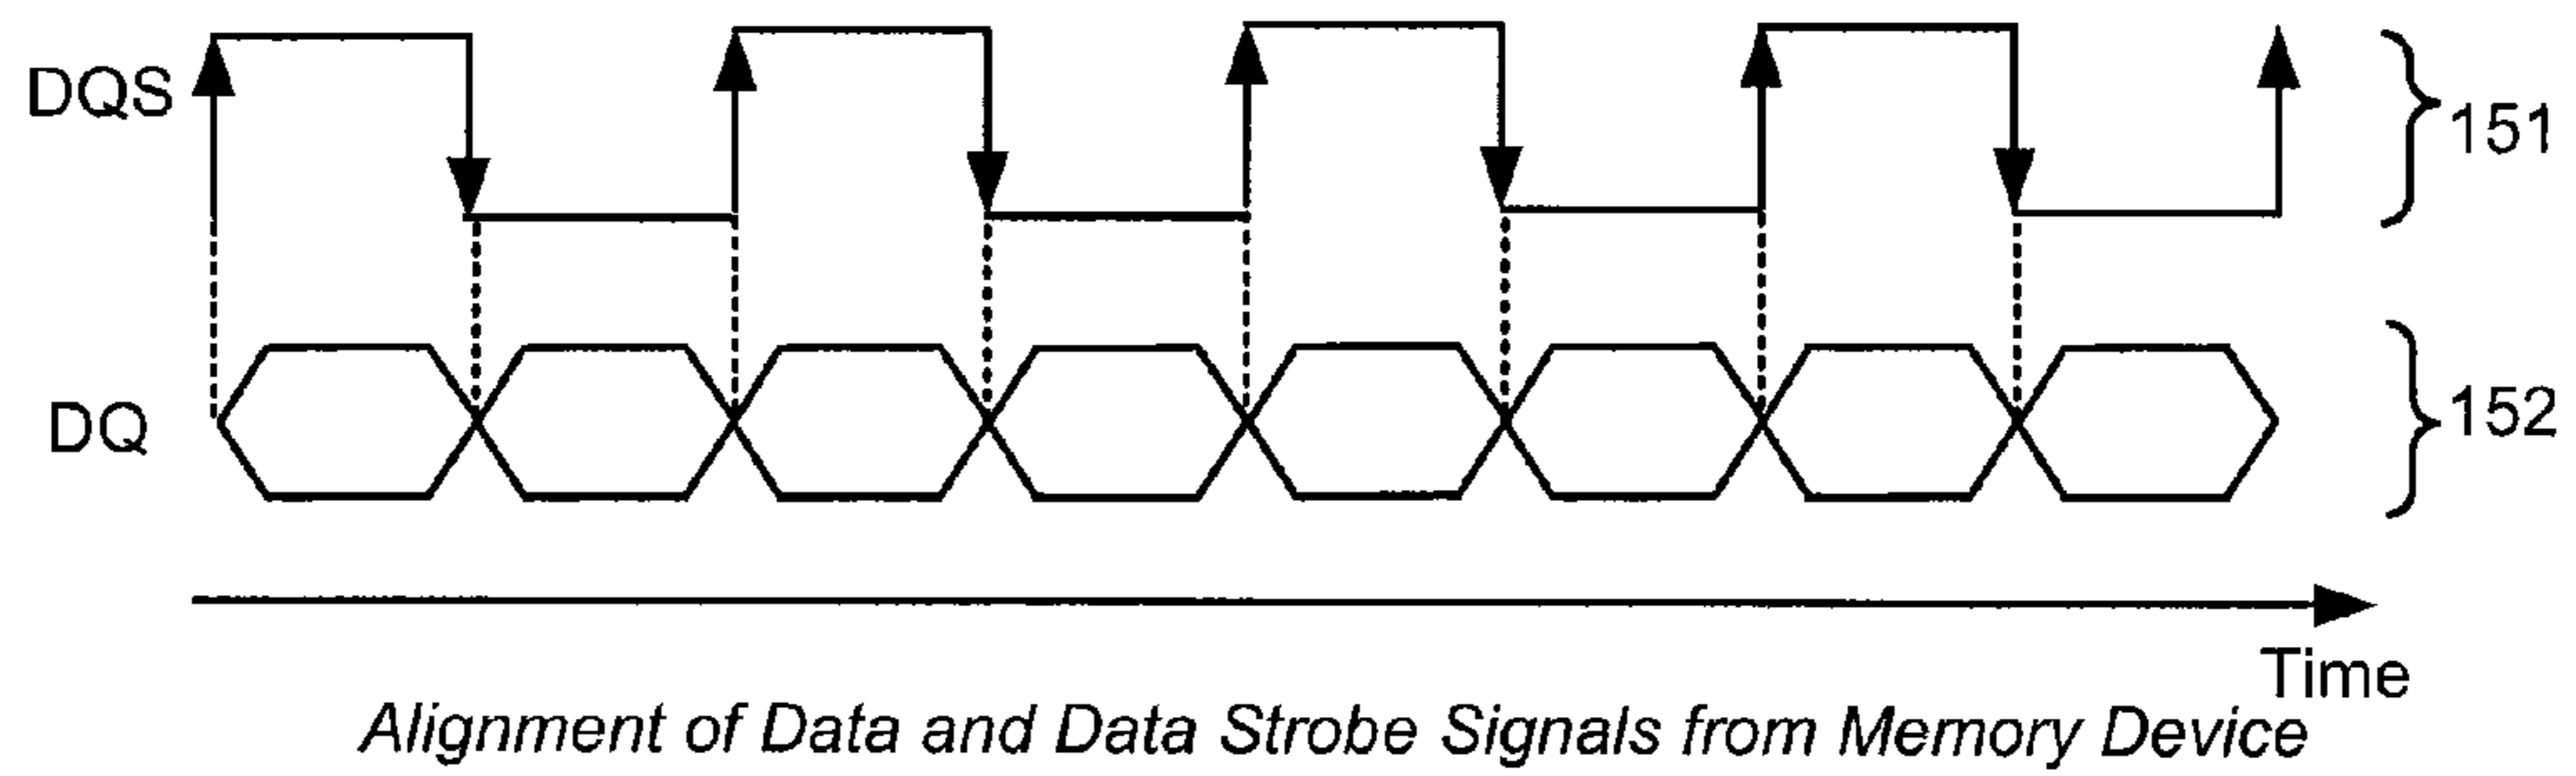 DQS
151
DQ
152
Time
Alignment of Data and Data Strobe Signals from Memory Device